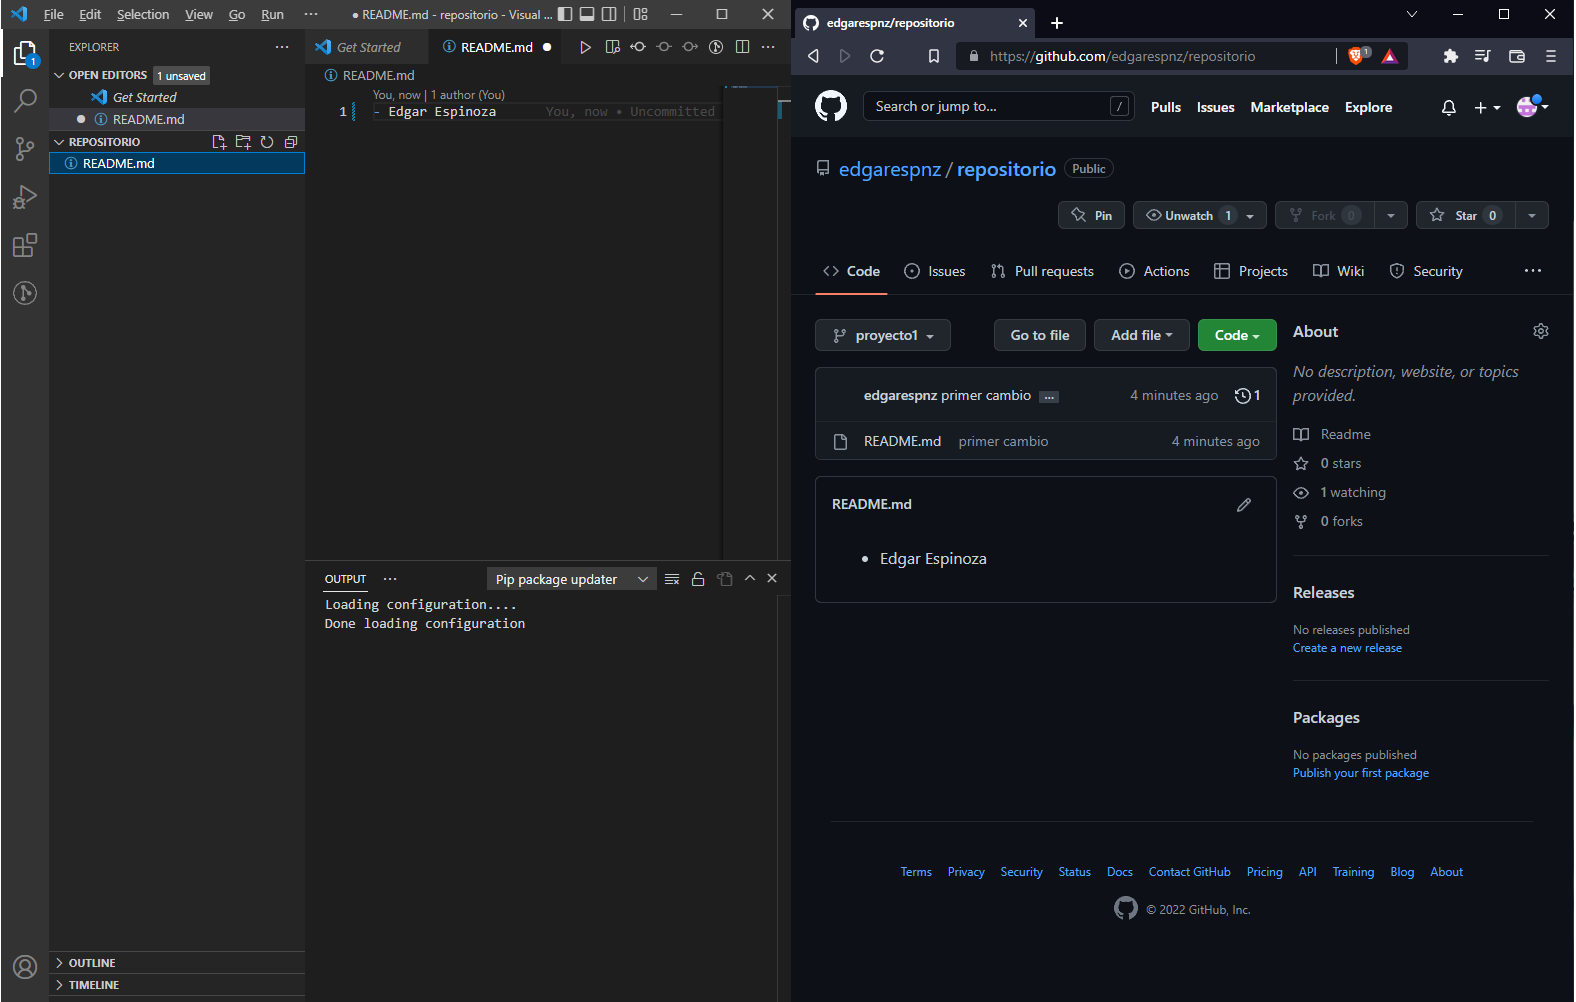 File Edit Selection View Go Run ··· ● README.md - repositorio - Visual ...
EXPLORER ···
OPEN EDITORS 1 unsaved
Get Started
● README.md
REPOSITORIO
README.md
OUTLINE
TIMELINE
1
Get Started README.md ●
README.md
You, now | 1 author (You)
1 - Edgar Espinoza You, now • Uncommitted
OUTPUT ··· Pip package updater
Loading configuration....
Done loading configuration
edgarespnz/repositorio
https://github.com/edgarespnz/repositorio 1
Search or jump to... / Pulls Issues Marketplace Explore
edgarespnz / repositorio Public
Pin Unwatch 1 Fork 0 Star 0
Code Issues Pull requests Actions Projects Wiki Security ···
proyecto1 Go to file Add file Code
edgarespnz primer cambio ... 4 minutes ago 1
README.md primer cambio 4 minutes ago
README.md
• Edgar Espinoza
About
No description, website, or topics
provided.
Readme
0 stars
1 watching
0 forks
Releases
No releases published
Create a new release
Packages
No packages published
Publish your first package
Terms Privacy Security Status Docs Contact GitHub Pricing API Training Blog About
© 2022 GitHub, Inc.